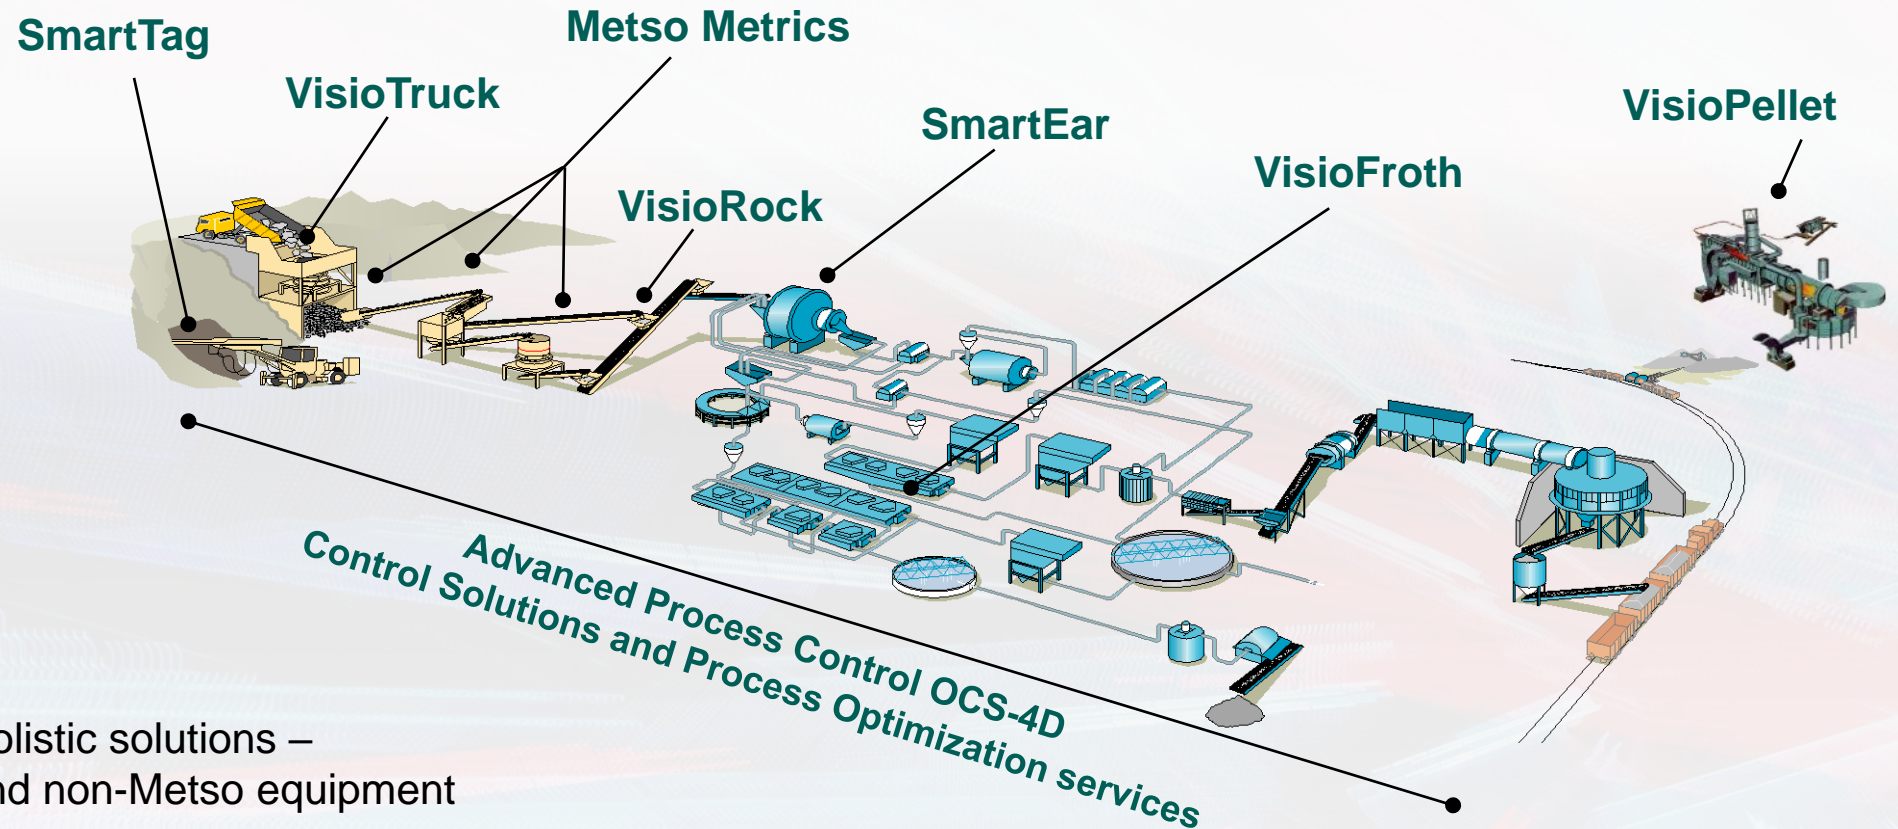 SmartTag
Metso Metrics
VisioTruck
VisioPellet
SmartEar
VisioFroth
VisioRock
Advanced Process Control OCS-4D
Control Solutions and Process Optimization services
olistic solutions –
nd non-Metso equipment